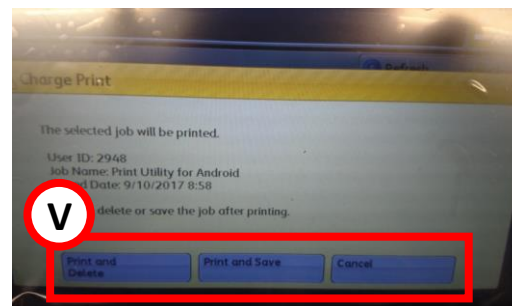 Refresh
Charge Print
The selected job will be printed.
User ID: 2948
Job Name: Print Utility for Android
Date: 9/10/2017 8:58
V
delete or save the job after printing.
Print and
Delete
Print and Save
Cancel